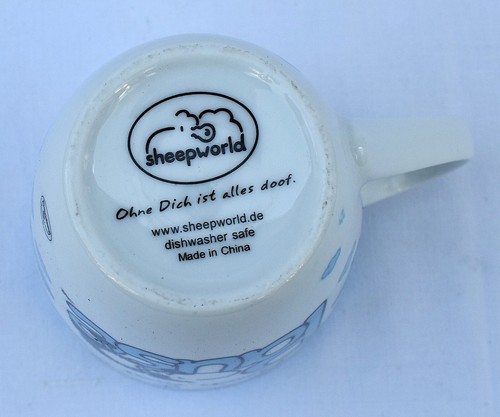 sheepworld
Ohne Dich ist alles doof.
www.sheepworld.de
dishwasher safe
Made in China